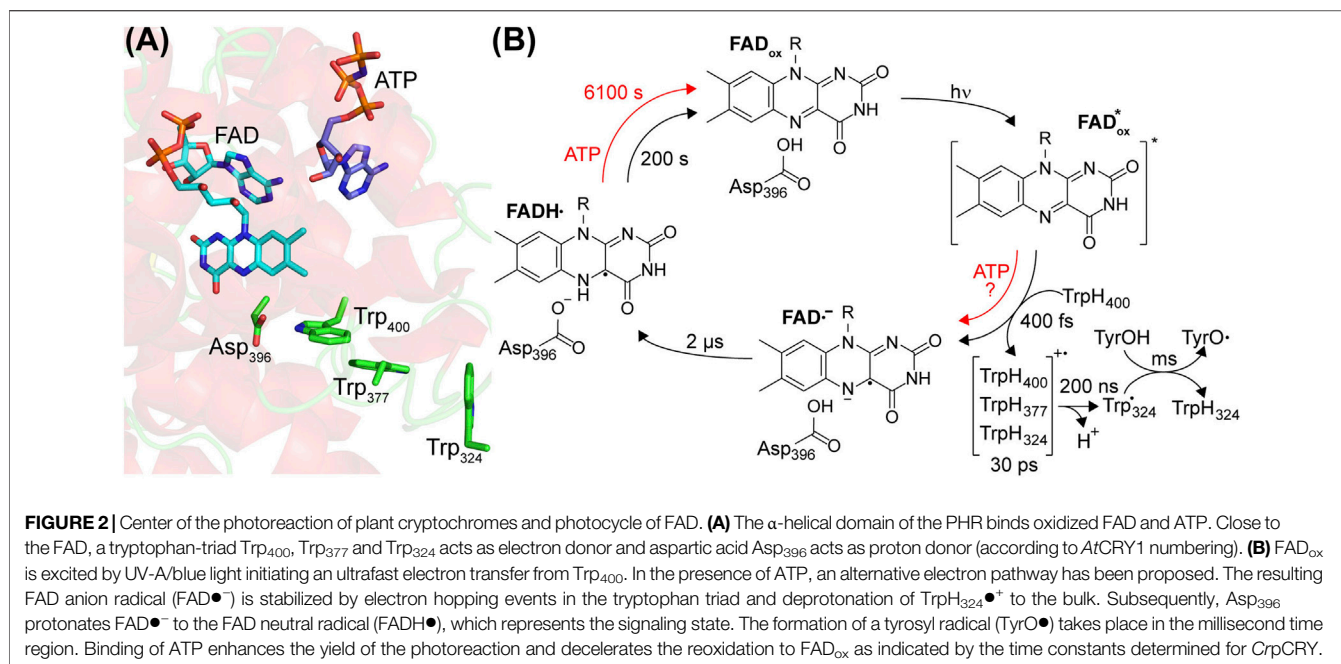 (A)
ATP
FAD
Asp396
Trp400
Trp377
Trp324
(B)
FADox
R
N
N
O
NH
N
O
OH
O
Asp396
hν
FAD*ox
R
N
N
O
NH
N
O
*
6100 s
ATP
200 s
FADH·
R
N
N
O
NH
N
H
O
O−
O
Asp396
2 µs
FAD·−
R
N
N
O
NH
N
−
O
OH
O
Asp396
ATP
?
TrpH400
400 fs
TrpH400
TrpH377
TrpH324
+·
30 ps
200 ns
H+
Trp·324
TyrOH
ms
TyrO·
TrpH324
FIGURE 2 | Center of the photoreaction of plant cryptochromes and photocycle of FAD. (A) The α-helical domain of the PHR binds oxidized FAD and ATP. Close to
the FAD, a tryptophan-triad Trp400, Trp377 and Trp324 acts as electron donor and aspartic acid Asp396 acts as proton donor (according to AtCRY1 numbering). (B) FADox
is excited by UV-A/blue light initiating an ultrafast electron transfer from Trp400. In the presence of ATP, an alternative electron pathway has been proposed. The resulting
FAD anion radical (FAD●−) is stabilized by electron hopping events in the tryptophan triad and deprotonation of TrpH324●+ to the bulk. Subsequently, Asp396
protonates FAD●− to the FAD neutral radical (FADH●), which represents the signaling state. The formation of a tyrosyl radical (TyrO●) takes place in the millisecond time
region. Binding of ATP enhances the yield of the photoreaction and decelerates the reoxidation to FADox as indicated by the time constants determined for CrpCRY.